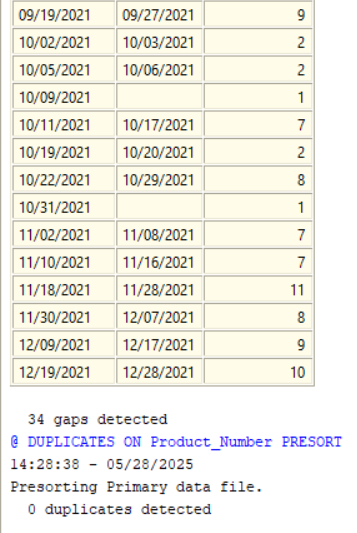 09/19/2021 09/27/2021 9
10/02/2021 10/03/2021 2
10/05/2021 10/06/2021 2
10/09/2021 1
10/11/2021 10/17/2021 7
10/19/2021 10/20/2021 2
10/22/2021 10/29/2021 8
10/31/2021 1
11/02/2021 11/08/2021 7
11/10/2021 11/16/2021 7
11/18/2021 11/28/2021 11
11/30/2021 12/07/2021 8
12/09/2021 12/17/2021 9
12/19/2021 12/28/2021 10
34 gaps detected
@ DUPLICATES ON Product_Number PRESORT
14:28:38 - 05/28/2025
Presorting Primary data file.
0 duplicates detected